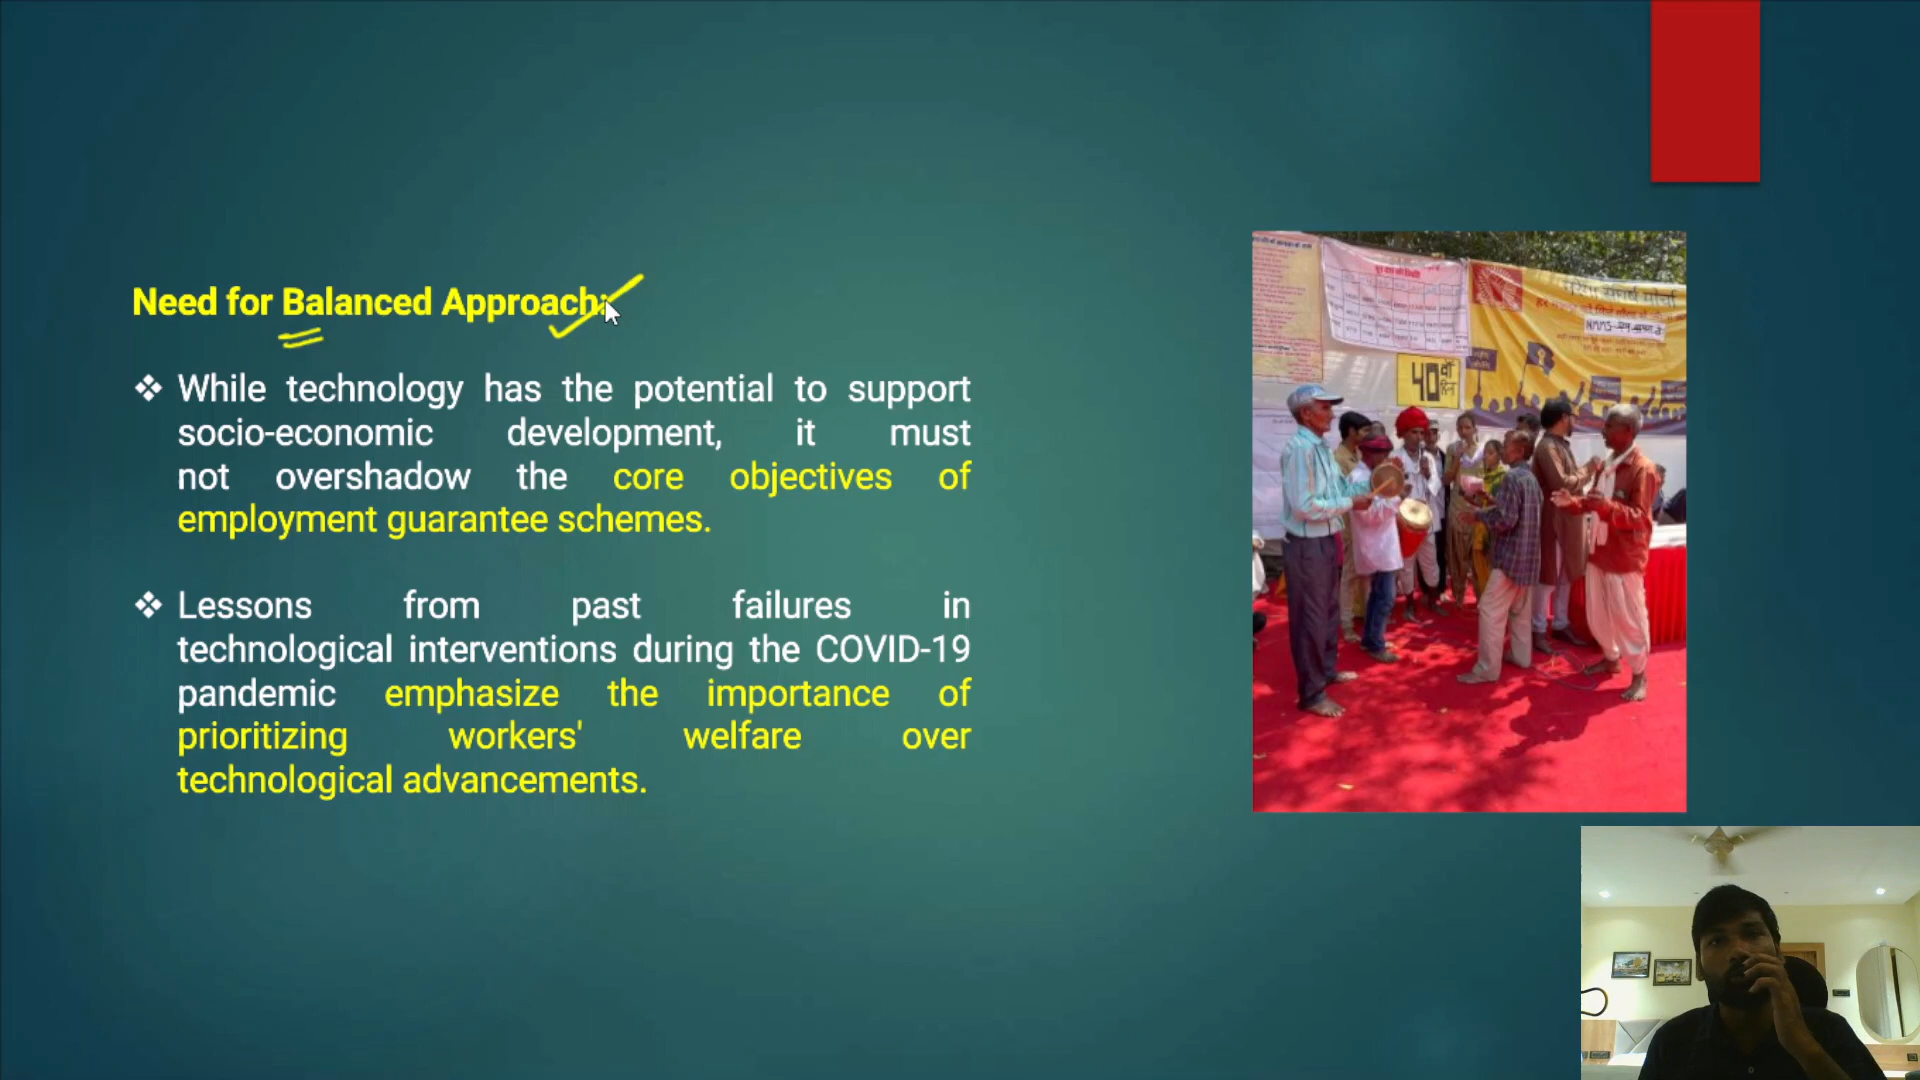 Need for Balanced Approach:
While technology has the potential to support
socio-economic development, it must
not overshadow the core objectives of
employment guarantee schemes.
Lessons from past failures in
technological interventions during the COVID-19
pandemic emphasize the importance of
prioritizing workers' welfare over
technological advancements.
NMMS
40
वाँ
दिन